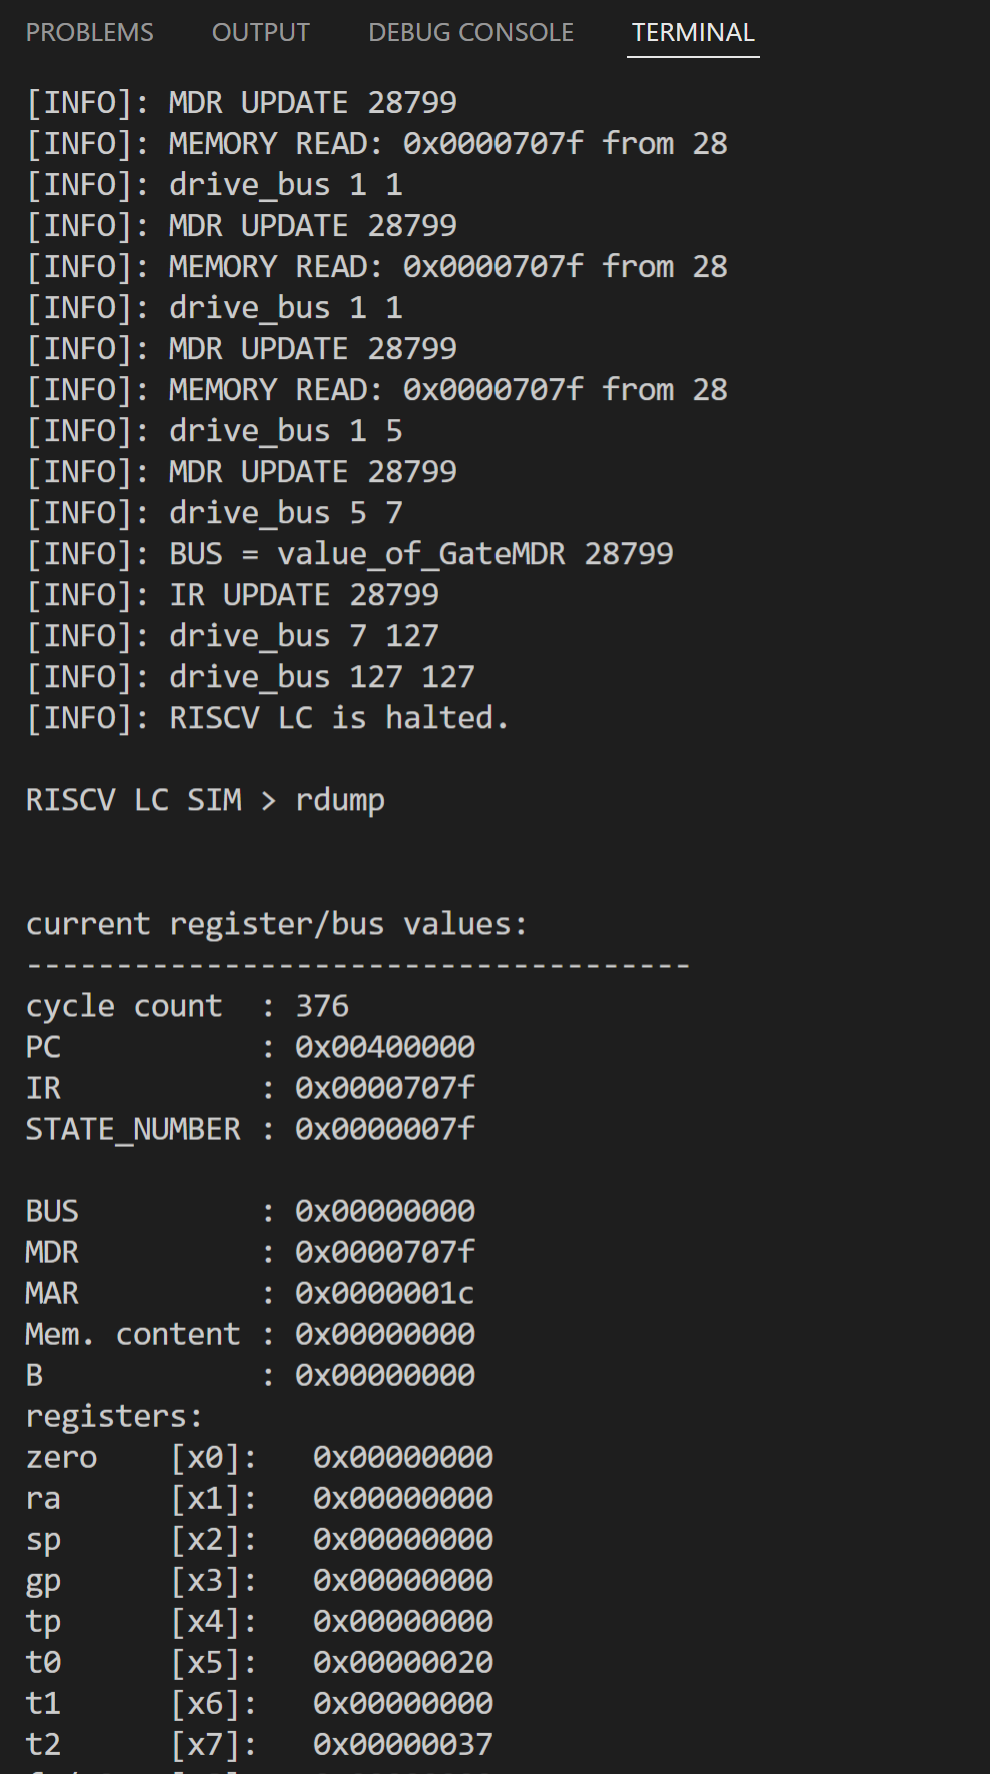 PROBLEMS OUTPUT DEBUG CONSOLE TERMINAL
[INFO]: MDR UPDATE 28799
[INFO]: MEMORY READ: 0x0000707f from 28
[INFO]: drive_bus 1 1
[INFO]: MDR UPDATE 28799
[INFO]: MEMORY READ: 0x0000707f from 28
[INFO]: drive_bus 1 1
[INFO]: MDR UPDATE 28799
[INFO]: MEMORY READ: 0x0000707f from 28
[INFO]: drive_bus 1 5
[INFO]: MDR UPDATE 28799
[INFO]: drive_bus 5 7
[INFO]: BUS = value_of_GateMDR 28799
[INFO]: IR UPDATE 28799
[INFO]: drive_bus 7 127
[INFO]: drive_bus 127 127
[INFO]: RISCV LC is halted.
RISCV LC SIM > rdump
current register/bus values:
-------------------------------------
cycle count  : 376
PC           : 0x00400000
IR           : 0x0000707f
STATE_NUMBER : 0x0000007f
BUS          : 0x00000000
MDR          : 0x0000707f
MAR          : 0x0000001c
Mem. content : 0x00000000
B            : 0x00000000
registers:
zero    [x0]:   0x00000000
ra      [x1]:   0x00000000
sp      [x2]:   0x00000000
gp      [x3]:   0x00000000
tp      [x4]:   0x00000000
t0      [x5]:   0x00000020
t1      [x6]:   0x00000000
t2      [x7]:   0x00000037